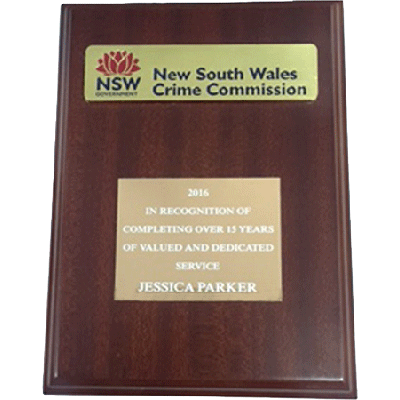 NSW
GOVERNMENT
New South Wales
Crime Commission
2016
IN RECOGNITION OF
COMPLETING OVER 15 YEARS
OF VALUED AND DEDICATED
SERVICE
JESSICA PARKER